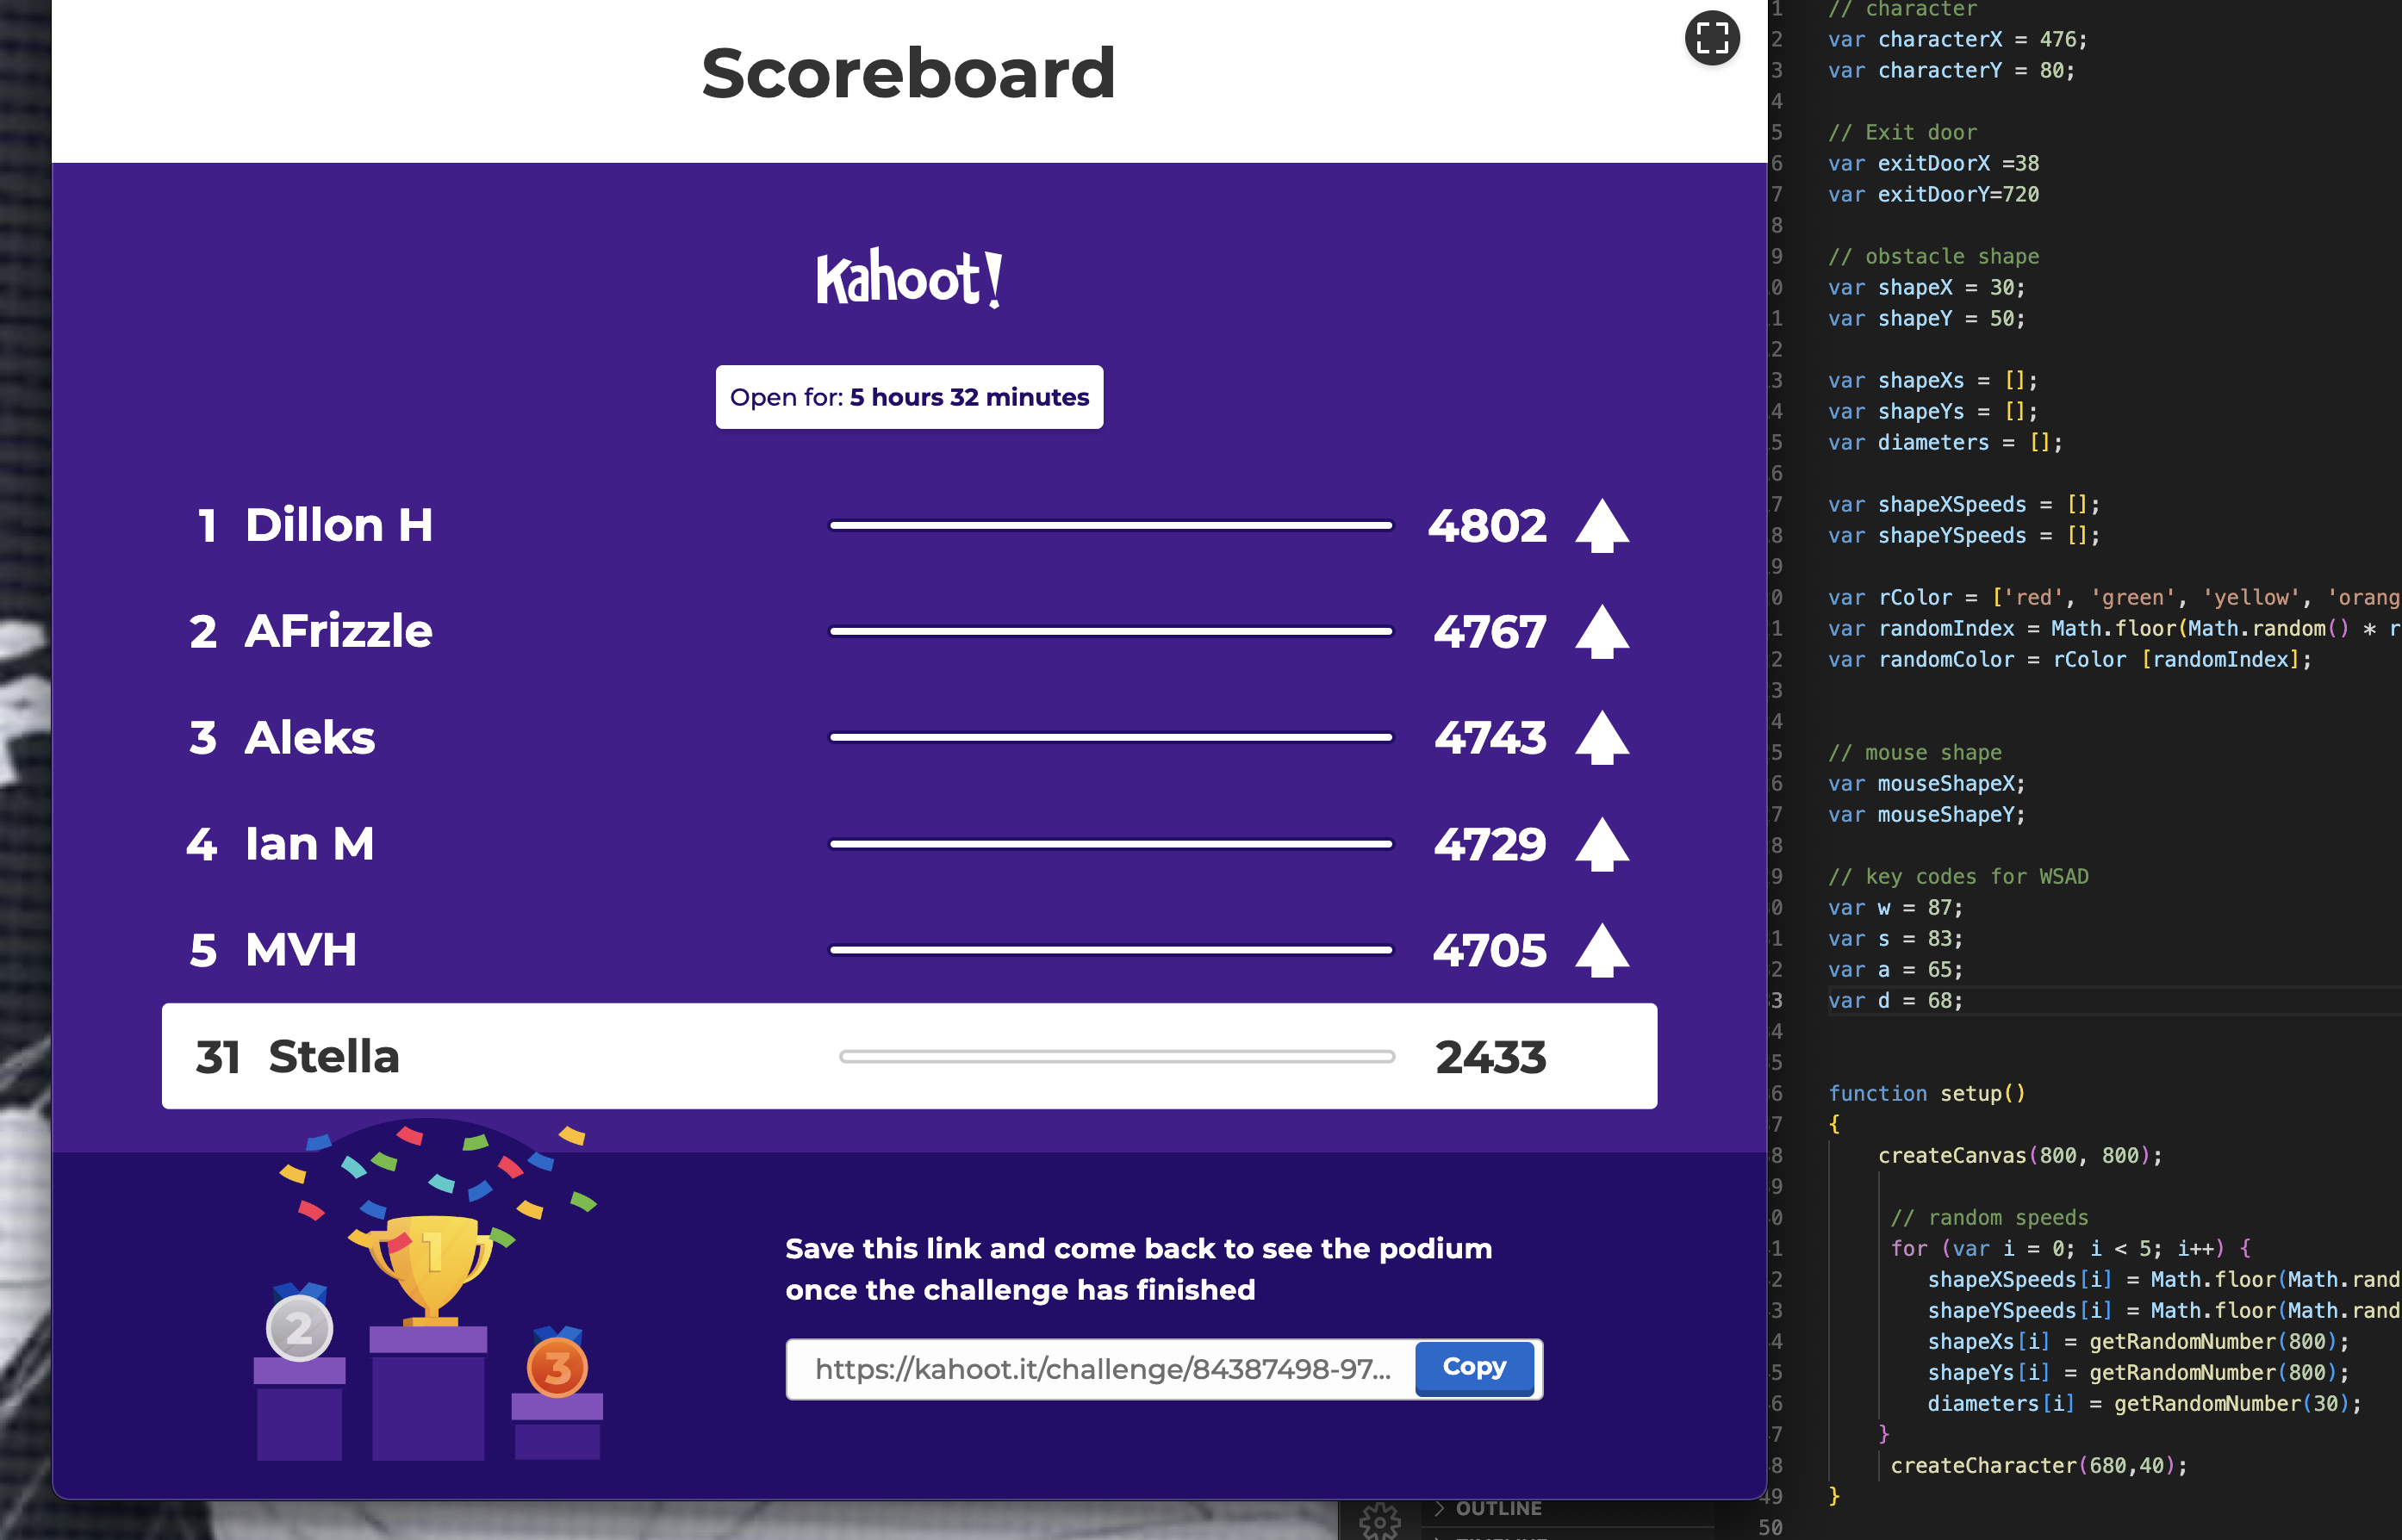 Scoreboard
Kahoot!
Open for: 5 hours 32 minutes
1 Dillon H 4802
2 AFrizzle 4767
3 Aleks 4743
4 Ian M 4729
5 MVH 4705
31 Stella 2433
1
2
3
Save this link and come back to see the podium
once the challenge has finished
https://kahoot.it/challenge/84387498-97...
Copy
1 // character
2 var characterX = 476;
3 var characterY = 80;
4
5 // Exit door
6 var exitDoorX =38
7 var exitDoorY=720
8
9 // obstacle shape
0 var shapeX = 30;
1 var shapeY = 50;
2
3 var shapeXs = [];
4 var shapeYs = [];
5 var diameters = [];
6
7 var shapeXSpeeds = [];
8 var shapeYSpeeds = [];
9
0 var rColor = ['red', 'green', 'yellow', 'orang
1 var randomIndex = Math.floor(Math.random() * r
2 var randomColor = rColor [randomIndex];
3
4
5 // mouse shape
6 var mouseShapeX;
7 var mouseShapeY;
8
9 // key codes for WSAD
0 var w = 87;
1 var s = 83;
2 var a = 65;
3 var d = 68;
4
5
6 function setup()
7 {
8 createCanvas(800, 800);
9
0 // random speeds
1 for (var i = 0; i < 5; i++) {
2 shapeXSpeeds[i] = Math.floor(Math.rand
3 shapeYSpeeds[i] = Math.floor(Math.rand
4 shapeXs[i] = getRandomNumber(800);
5 shapeYs[i] = getRandomNumber(800);
6 diameters[i] = getRandomNumber(30);
7 }
8 createCharacter(680,40);
49 }
50
OUTLINE